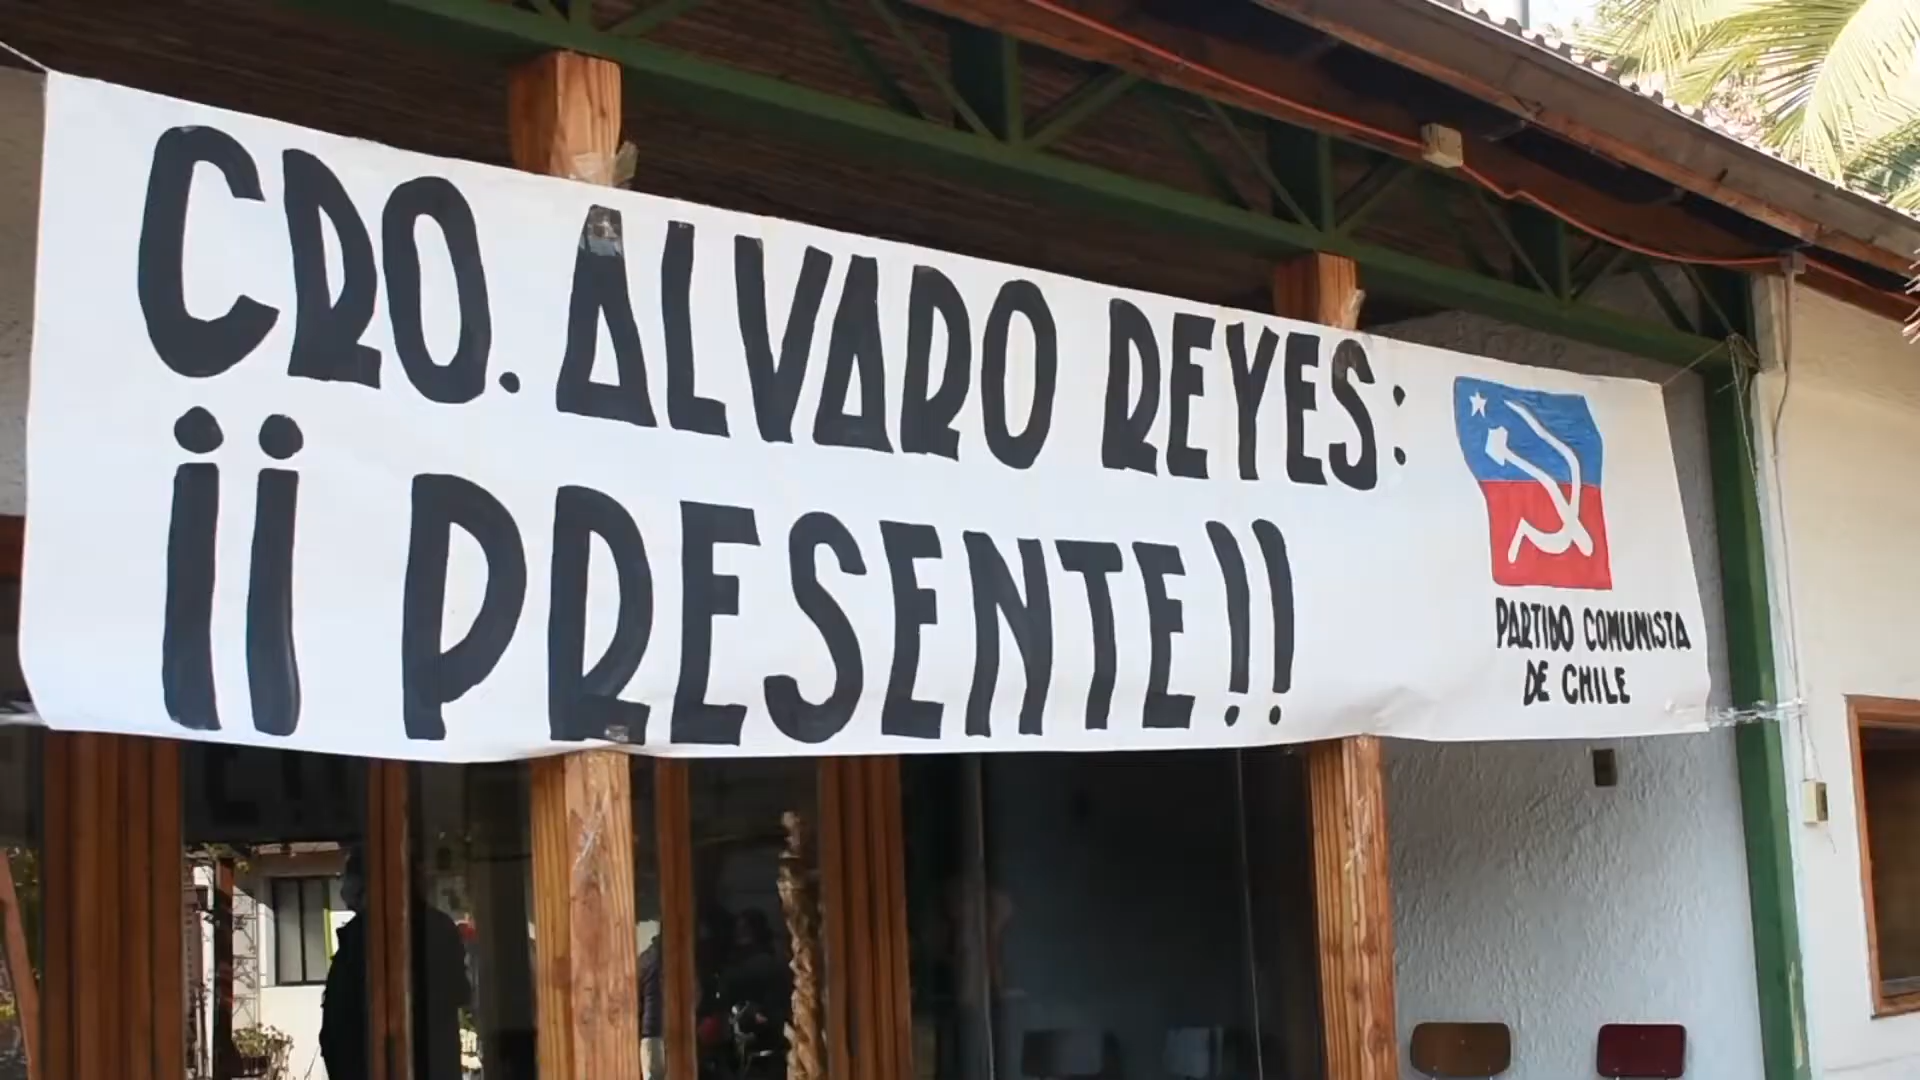 CRO. ALVARO REYES:
¡¡ PRESENTE!!
PARTIDO COMUNISTA
DE CHILE